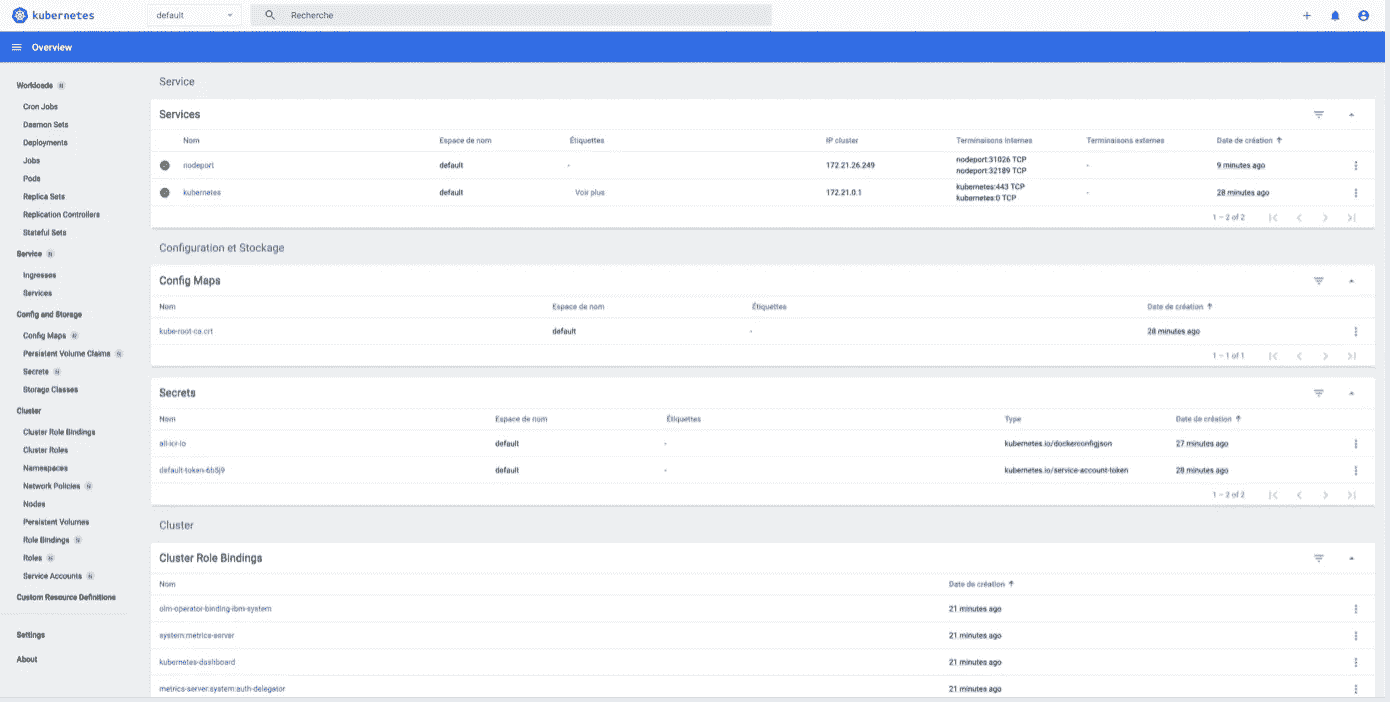 kubernetes default Recherche
Overview
Workloads N
Cron Jobs
Daemon Sets
Deployments
Jobs
Pods
Replica Sets
Replication Controllers
Stateful Sets
Service N
Ingresses
Services
Config and Storage
Config Maps N
Persistent Volume Claims N
Secrets N
Storage Classes
Cluster
Cluster Role Bindings
Cluster Roles
Namespaces
Network Policies N
Nodes
Persistent Volumes
Role Bindings N
Roles N
Service Accounts N
Custom Resource Definitions
Settings
About
Service
Services
Nom Espace de nom Étiquettes IP cluster Terminaisons internes Terminaisons externes Date de création
nodeport default - 172.21.26.249 nodeport:31026 TCP - 9 minutes ago
nodeport:32189 TCP
kubernetes default Voir plus 172.21.0.1 kubernetes:443 TCP - 28 minutes ago
kubernetes:0 TCP
1 – 2 of 2
Configuration et Stockage
Config Maps
Nom Espace de nom Étiquettes Date de création
kube-root-ca.crt default - 28 minutes ago
1 – 1 of 1
Secrets
Nom Espace de nom Étiquettes Type Date de création
all-icr-io default - kubernetes.io/dockerconfigjson 27 minutes ago
default-token-6b5j9 default - kubernetes.io/service-account-token 28 minutes ago
1 – 2 of 2
Cluster
Cluster Role Bindings
Nom Date de création
olm-operator-binding-ibm-system 21 minutes ago
system:metrics-server 21 minutes ago
kubernetes-dashboard 21 minutes ago
metrics-server:system:auth-delegator 21 minutes ago